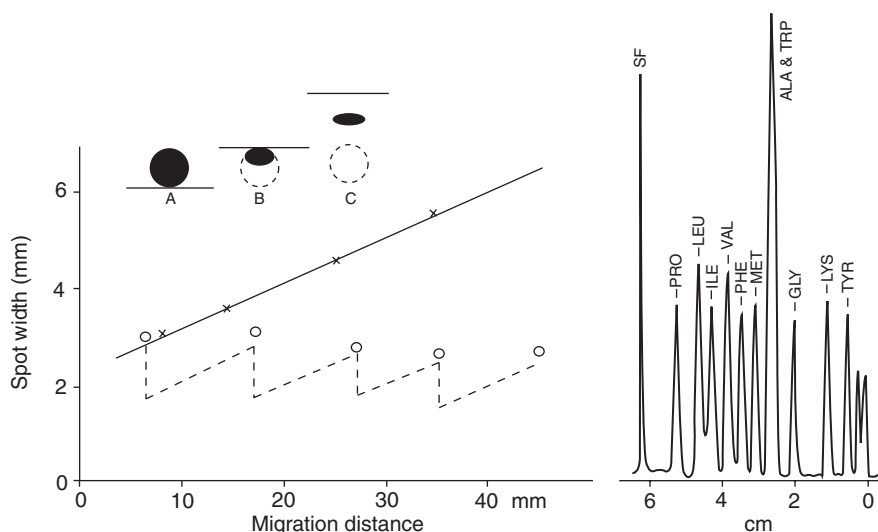 A
B
C
6
4
2
0
Spot width (mm)
0
10
20
30
40
mm
Migration distance
SF
PRO
LEU
ILE
VAL
PHE
MET
ALA & TRP
GLY
LYS
TYR
6
4
2
0
cm